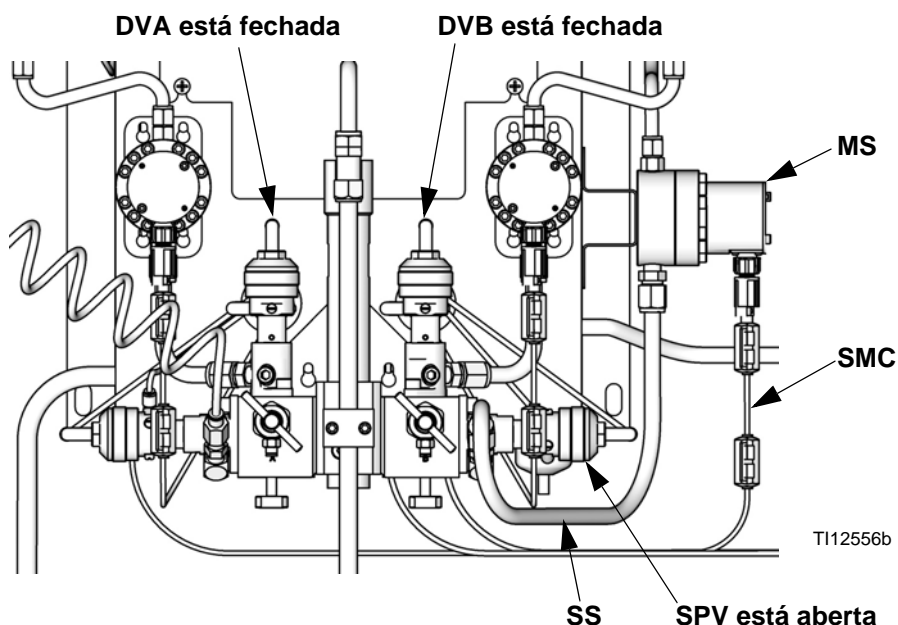 DVA está fechada
DVB está fechada
MS
SMC
TI12556b
SS
SPV está aberta